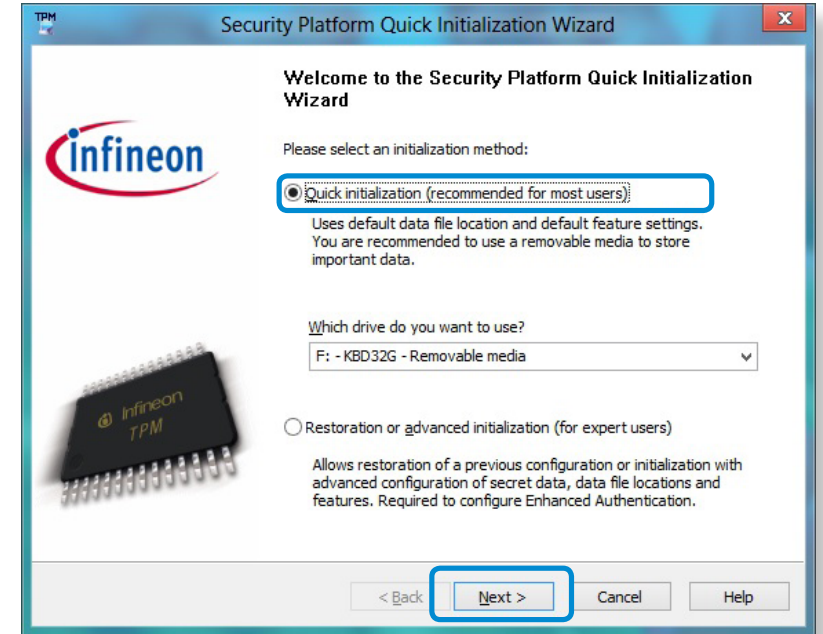 TPM
Security Platform Quick Initialization Wizard
X
Welcome to the Security Platform Quick Initialization
Wizard
infineon
Please select an initialization method:
Quick initialization (recommended for most users)
Uses default data file location and default feature settings.
You are recommended to use a removable media to store
important data.
Which drive do you want to use?
F: - KBD32G - Removable media
Infineon
TPM
Restoration or advanced initialization (for expert users)
Allows restoration of a previous configuration or initialization with
advanced configuration of secret data, data file locations and
features. Required to configure Enhanced Authentication.
< Back
Next >
Cancel
Help